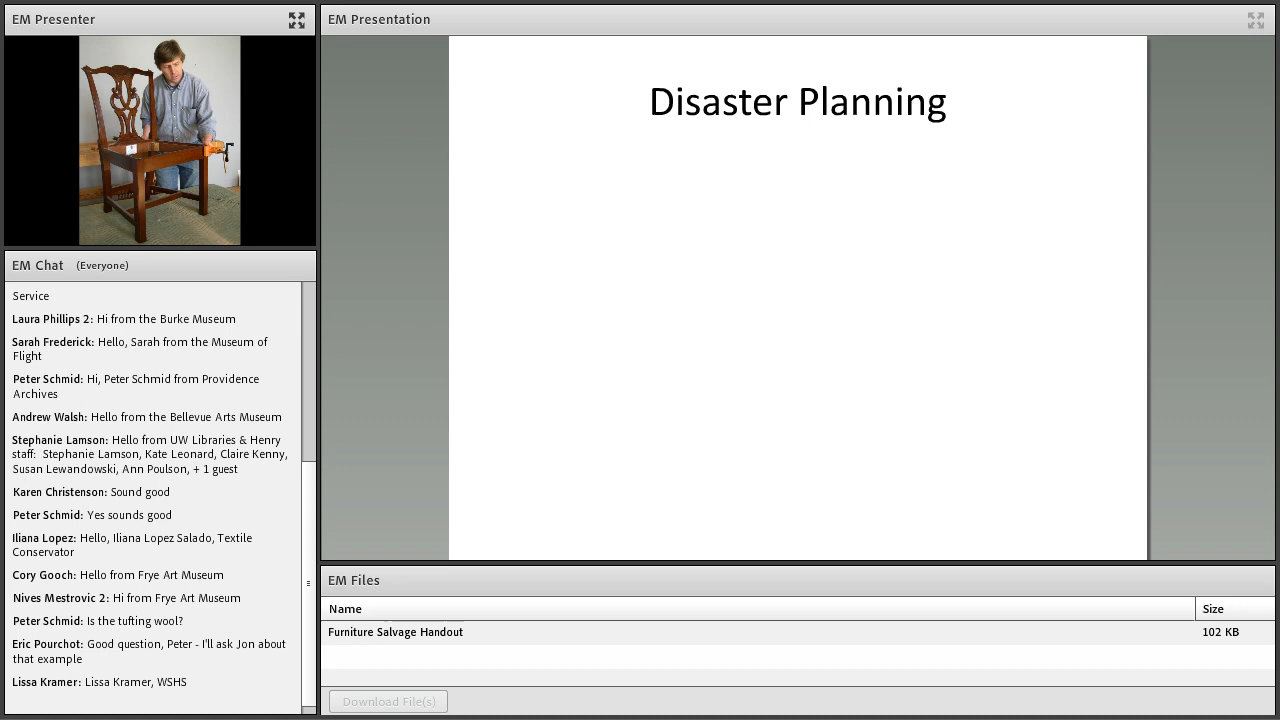 EM Presenter
EM Chat (Everyone)
Service
Laura Phillips 2: Hi from the Burke Museum
Sarah Frederick: Hello, Sarah from the Museum of
Flight
Peter Schmid: Hi, Peter Schmid from Providence
Archives
Andrew Walsh: Hello from the Bellevue Arts Museum
Stephanie Lamson: Hello from UW Libraries & Henry
staff: Stephanie Lamson, Kate Leonard, Claire Kenny,
Susan Lewandowski, Ann Poulson, + 1 guest
Karen Christenson: Sound good
Peter Schmid: Yes sounds good
Iliana Lopez: Hello, Iliana Lopez Salado, Textile
Conservator
Cory Gooch: Hello from Frye Art Museum
Nives Mestrovic 2: Hi from Frye Art Museum
Peter Schmid: Is the tufting wool?
Eric Pourchot: Good question, Peter - I'll ask Jon about
that example
Lissa Kramer: Lissa Kramer, WSHS
EM Presentation
Disaster Planning
EM Files
Name Size
Furniture Salvage Handout 102 KB
Download File(s)